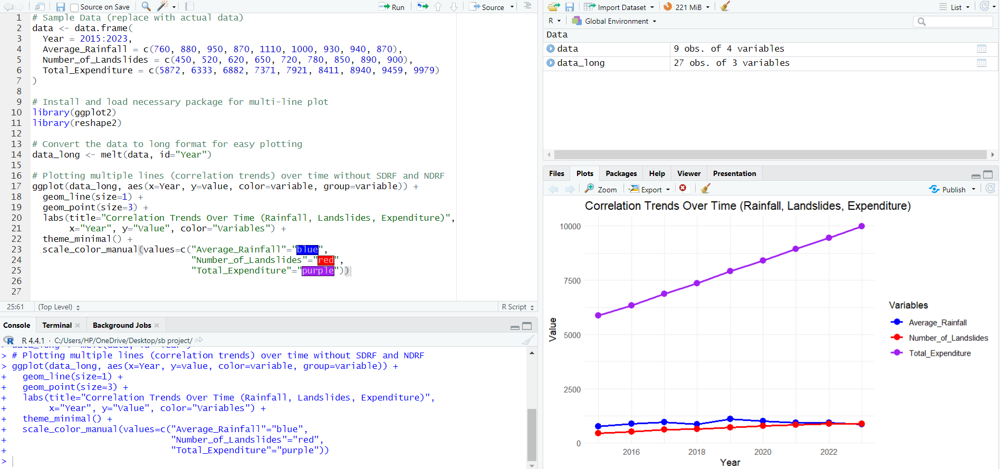 Source on Save
Run
Source
1 # Sample Data (replace with actual data)
2 data <- data.frame(
3   Year = 2015:2023,
4   Average_Rainfall = c(760, 880, 950, 870, 1110, 1000, 930, 940, 870),
5   Number_of_Landslides = c(450, 520, 620, 650, 720, 780, 850, 890, 900),
6   Total_Expenditure = c(5872, 6333, 6882, 7371, 7921, 8411, 8940, 9459, 9979)
7 )
8
9 # Install and load necessary package for multi-line plot
10 library(ggplot2)
11 library(reshape2)
12
13 # Convert the data to long format for easy plotting
14 data_long <- melt(data, id="Year")
15
16 # Plotting multiple lines (correlation trends) over time without SDRF and NDRF
17 ggplot(data_long, aes(x=Year, y=value, color=variable, group=variable)) +
18   geom_line(size=1) +
19   geom_point(size=3) +
20   labs(title="Correlation Trends Over Time (Rainfall, Landslides, Expenditure)",
21        x="Year", y="Value", color="Variables") +
22   theme_minimal() +
23   scale_color_manual(values=c("Average_Rainfall"="blue",
24                               "Number_of_Landslides"="red",
25                               "Total_Expenditure"="purple"))
26
27
25:61 (Top Level) R Script
Console Terminal Background Jobs
R 4.4.1 · C:/Users/HP/OneDrive/Desktop/sb project/
> data_long <- melt(data, id="Year")
> # Plotting multiple lines (correlation trends) over time without SDRF and NDRF
> ggplot(data_long, aes(x=Year, y=value, color=variable, group=variable)) +
+   geom_line(size=1) +
+   geom_point(size=3) +
+   labs(title="Correlation Trends Over Time (Rainfall, Landslides, Expenditure)",
+        x="Year", y="Value", color="Variables") +
+   theme_minimal() +
+   scale_color_manual(values=c("Average_Rainfall"="blue",
+                               "Number_of_Landslides"="red",
+                               "Total_Expenditure"="purple"))
>
Import Dataset 221 MiB List
R Global Environment
Data
data 9 obs. of 4 variables
data_long 27 obs. of 3 variables
Files Plots Packages Help Viewer Presentation
Zoom Export Publish
Correlation Trends Over Time (Rainfall, Landslides, Expenditure)
10000
7500
5000
2500
0
Value
2016 2018 2020 2022
Year
Variables
Average_Rainfall
Number_of_Landslides
Total_Expenditure